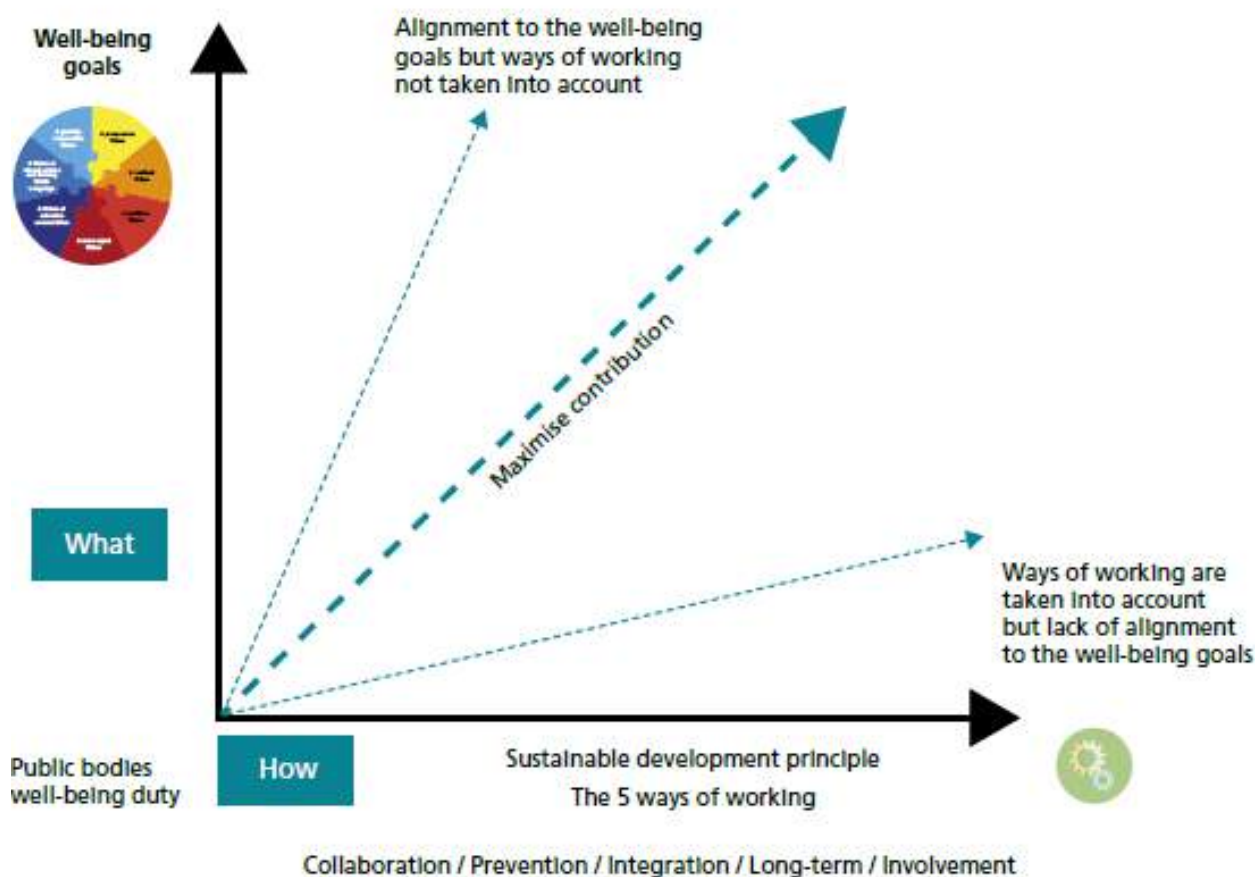 Well-being
goals
Alignment to the well-being
goals but ways of working
not taken into account
Maximise contribution
What
Ways of working are
taken into account
but lack of alignment
to the well-being goals
Public bodies
well-being duty
How
Sustainable development principle
The 5 ways of working
Collaboration / Prevention / Integration / Long-term / Involvement